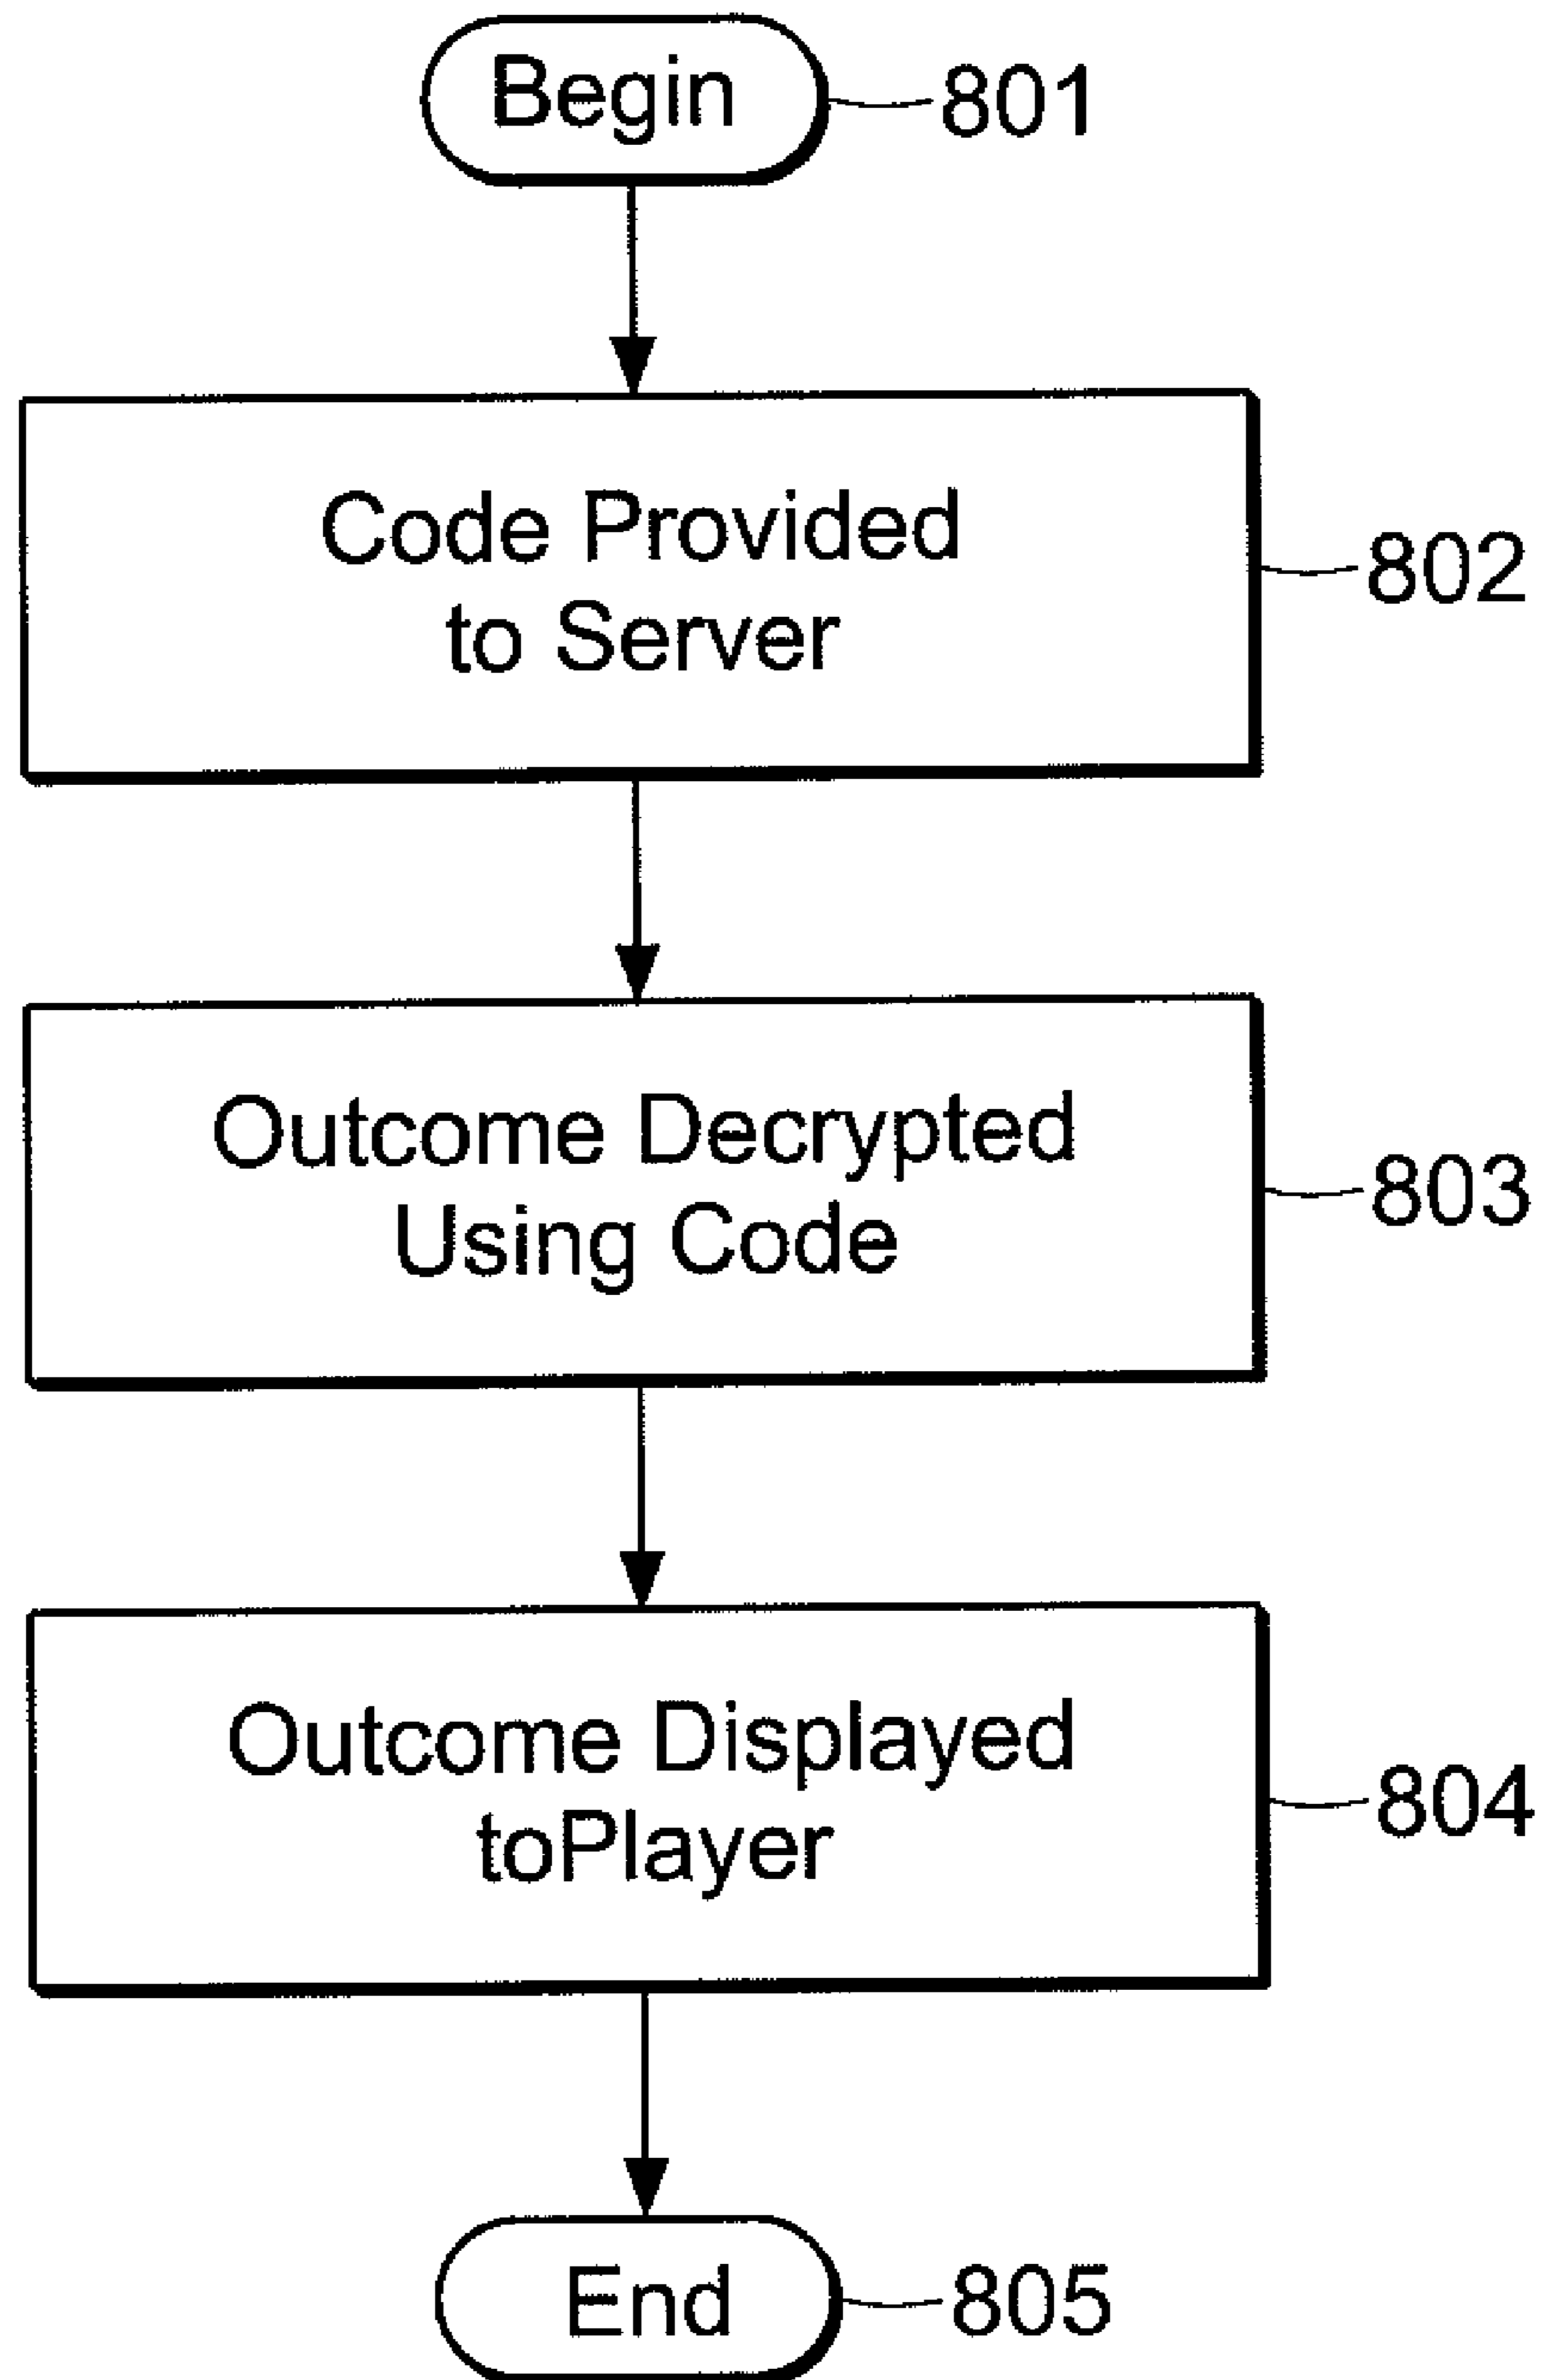 Begin
801
Code Provided
to Server
802
Outcome Decrypted
Using Code
803
Outcome Displayed
toPlayer
804
End
805